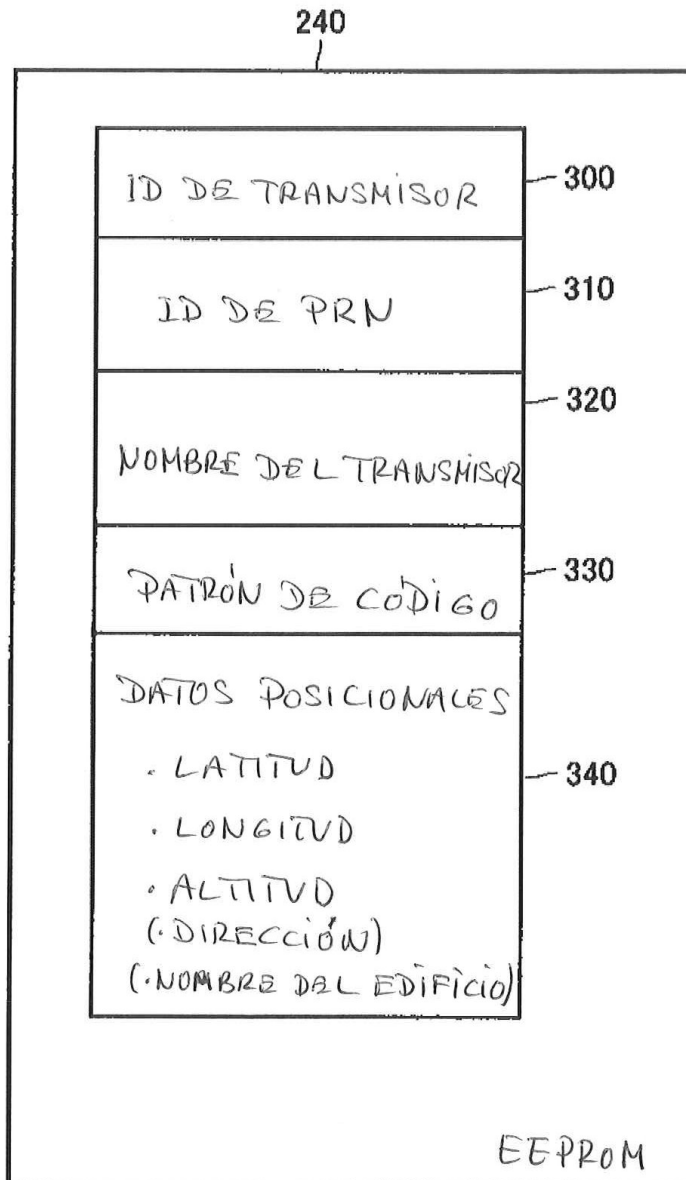 240
ID DE TRANSMISOR
300
ID DE PRN
310
320
NOMBRE DEL TRANSMISOR
PATRÓN DE CÓDIGO
330
DATOS POSICIONALES
· LATITUD
340
· LONGITUD
· ALTITUD
(· DIRECCIÓN)
(· NOMBRE DEL EDIFICIO)
EEPROM